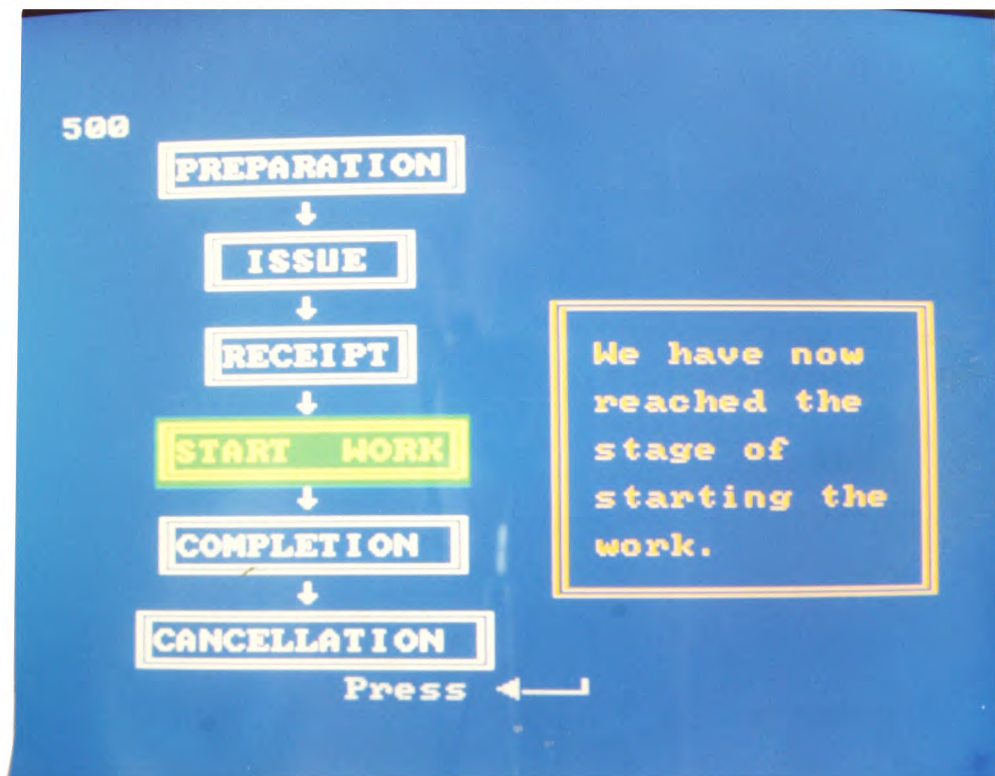 500
PREPARATION
ISSUE
RECEIPT
START WORK
COMPLETION
CANCELLATION
We have now
reached the
stage of
starting the
work.
Press